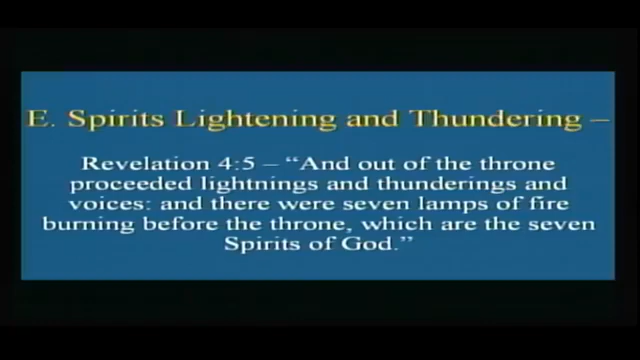 E. Spirits Lightening and Thundering –
Revelation 4:5 – “And out of the throne
proceeded lightnings and thunderings and
voices: and there were seven lamps of fire
burning before the throne, which are the seven
Spirits of God.”